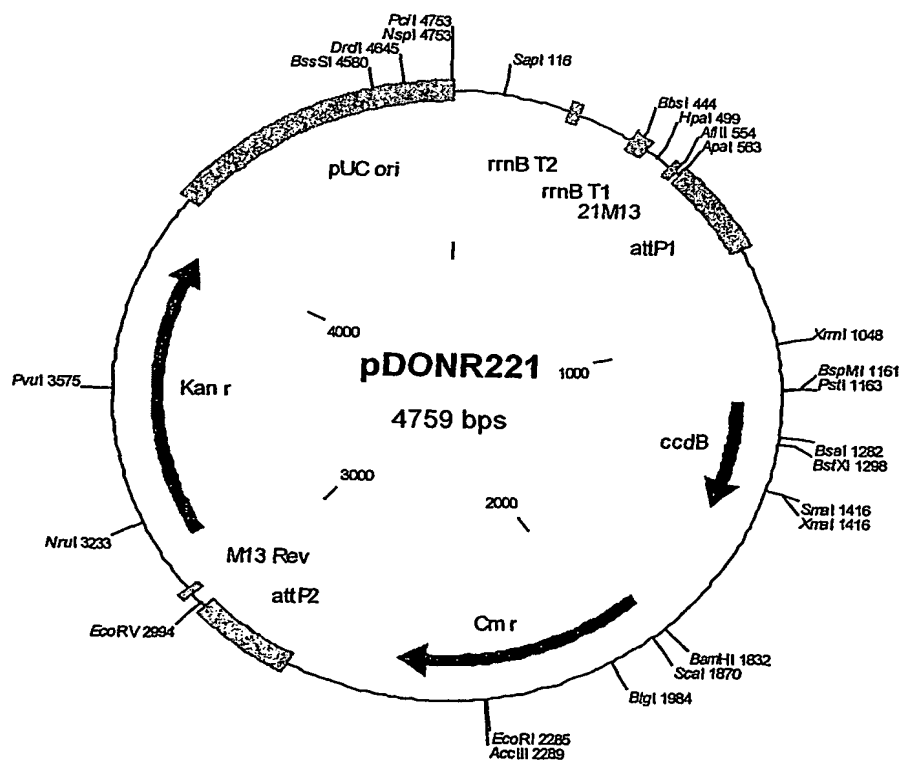 PciI 4753
NspI 4753
DrdI 4645
BssSI 4580
SapI 116
BbsI 444
HpaI 499
AflII 554
ApaI 563
pUC ori
rrnB T2
rrnB T1
21M13
attP1
4000
pDONR221
4759 bps
1000
XmnI 1048
BspMI 1161
PstI 1163
PvuI 3575
Kan r
ccdB
BsaI 1282
BstXI 1298
3000
2000
SmaI 1416
XmaI 1416
NruI 3233
M13 Rev
attP2
EcoRV 2994
Cm r
BamHI 1832
ScaI 1870
BtgI 1984
EcoRI 2285
AccIII 2289